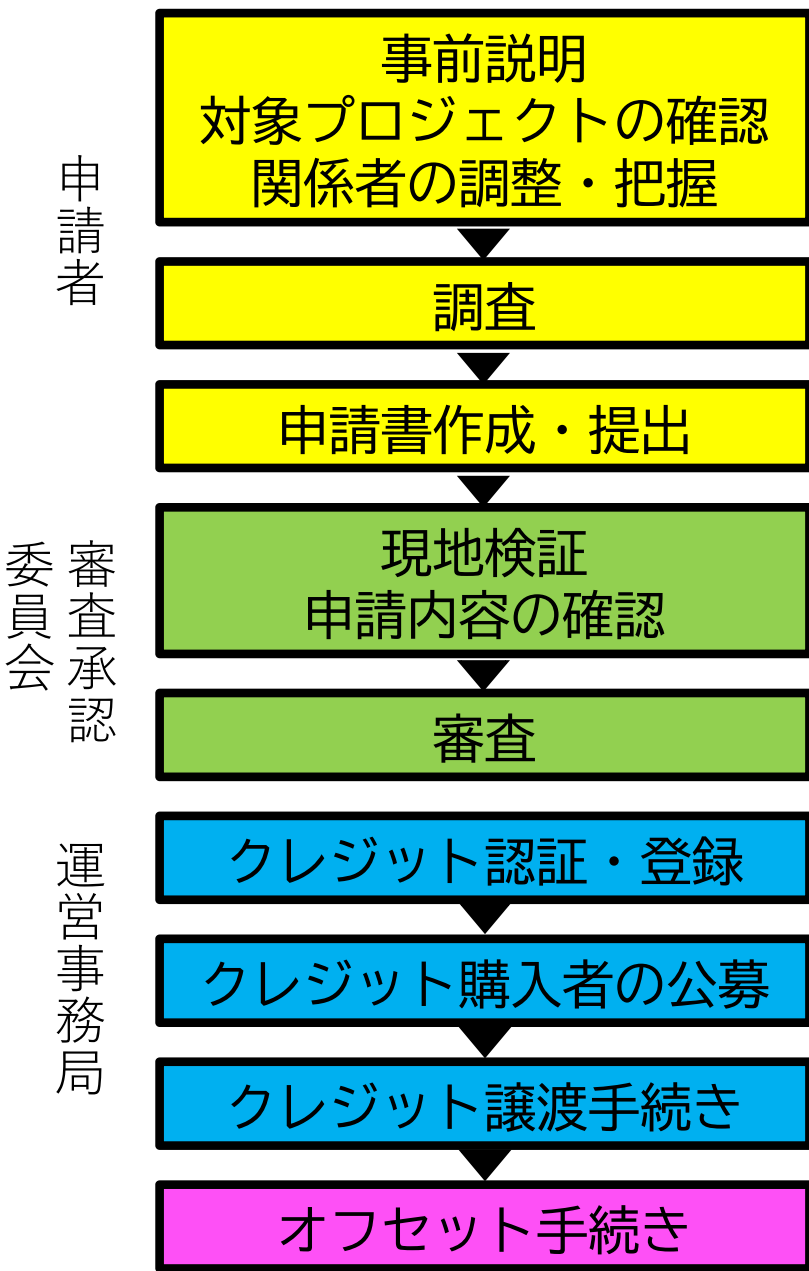 申請者
事前説明
対象プロジェクトの確認
関係者の調整・把握
調査
申請書作成・提出
審査承認
委員会
現地検証
申請内容の確認
審査
運営事務局
クレジット認証・登録
クレジット購入者の公募
クレジット譲渡手続き
オフセット手続き